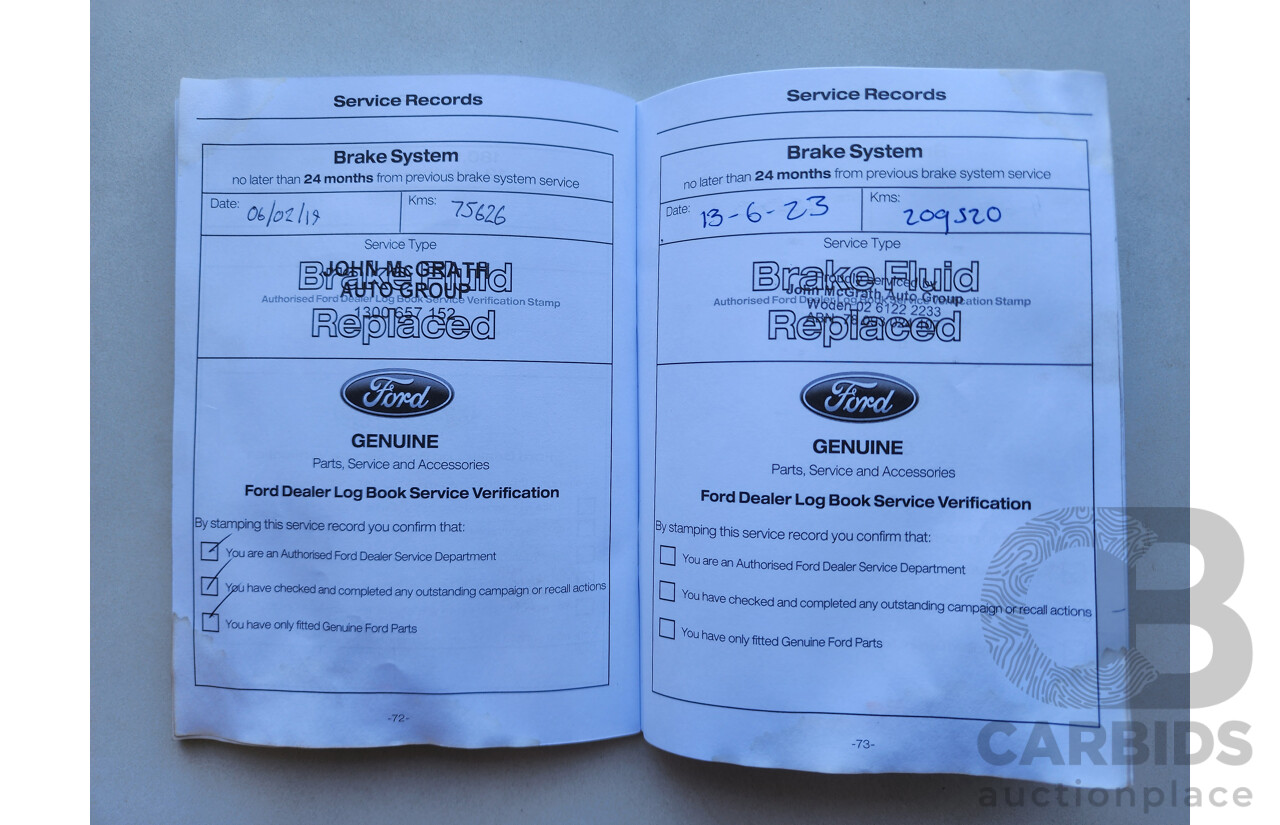 Service Records
Brake System
no later than 24 months from previous brake system service
Date: 06/02/19 Kms: 75626
Service Type
Brake Fluid
JOHN McGRATH
AUTO GROUP
Authorised Ford Dealer Log Book Service Verification Stamp
1300 657 152
Replaced
Ford
GENUINE
Parts, Service and Accessories
Ford Dealer Log Book Service Verification
By stamping this service record you confirm that:
You are an Authorised Ford Dealer Service Department
You have checked and completed any outstanding campaign or recall actions
You have only fitted Genuine Ford Parts
-72-
Service Records
Brake System
no later than 24 months from previous brake system service
Date: 13-6-23 Kms: 209520
Service Type
Brake Fluid
Proudly serviced by
John McGrath Auto Group
Authorised Ford Dealer Log Book Service Verification Stamp
Woden 02 6122 2233
ABN
Replaced
Ford
GENUINE
Parts, Service and Accessories
Ford Dealer Log Book Service Verification
By stamping this service record you confirm that:
You are an Authorised Ford Dealer Service Department
You have checked and completed any outstanding campaign or recall actions
You have only fitted Genuine Ford Parts
-73-
CB
CARBIDS
auctionplace